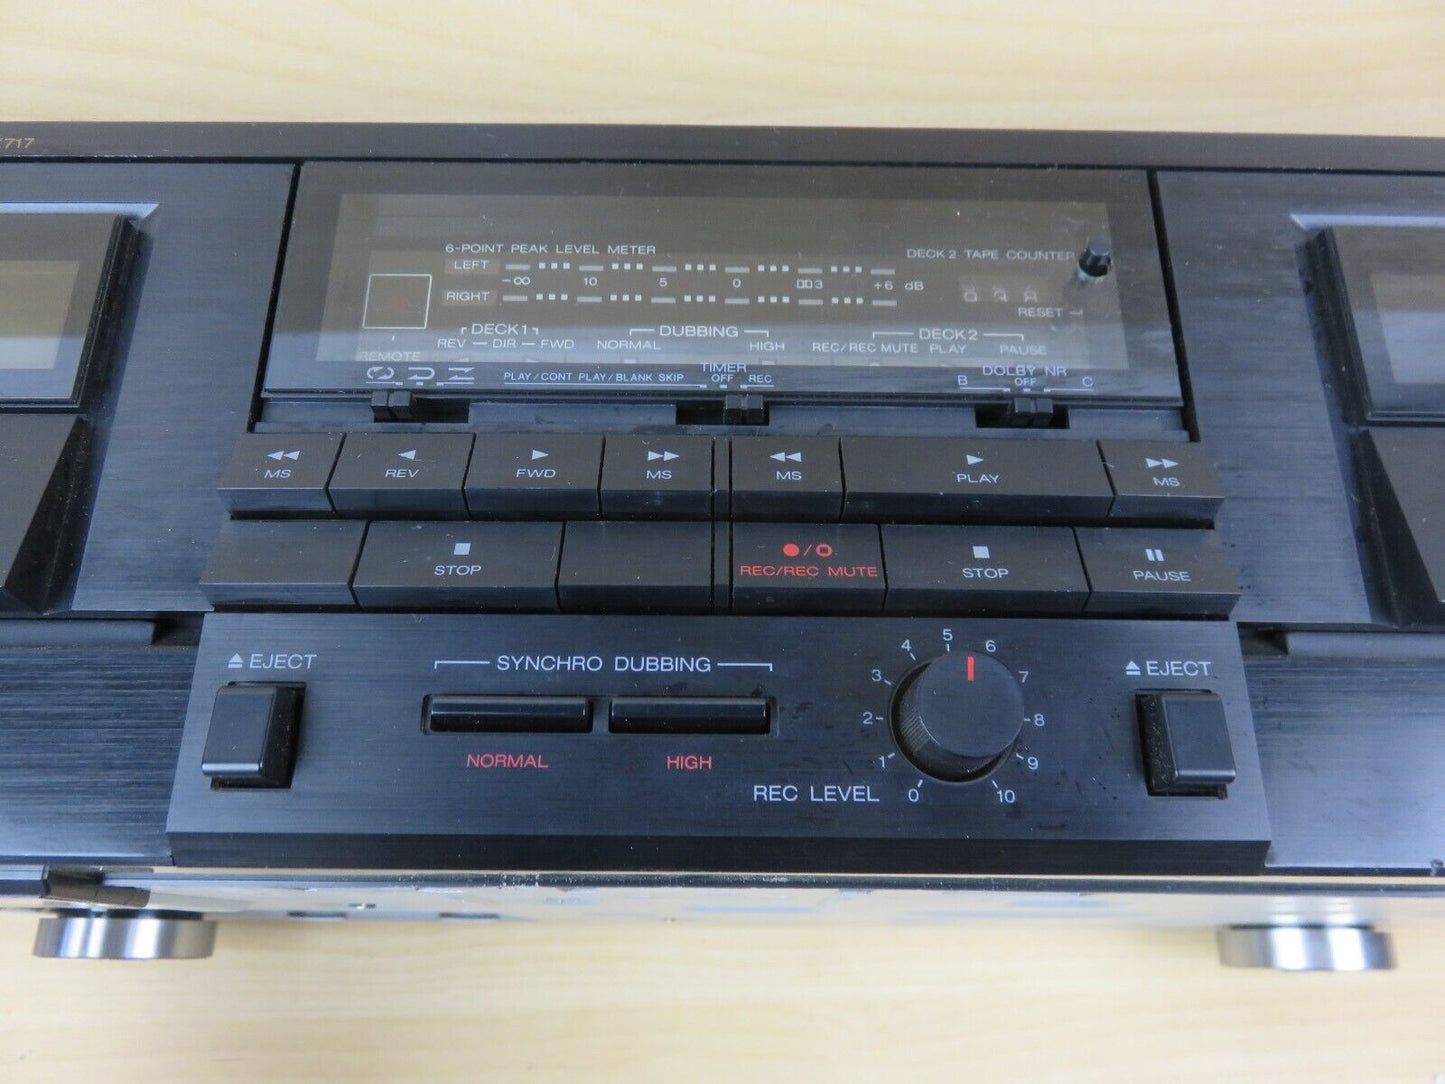 717
6-POINT PEAK LEVEL METER
DECK 2 TAPE COUNTER
LEFT
−∞ 10 5 0 3 +6 dB
RIGHT
RESET
REMOTE
DECK1
REV — DIR — FWD
DUBBING
NORMAL HIGH
DECK2
REC/REC MUTE PLAY PAUSE
PLAY/CONT PLAY/BLANK SKIP
TIMER
OFF REC
DOLBY NR
B OFF C
◀◀ ◀ ▶ ▶▶ ◀◀ ▶ ▶▶
MS REV FWD MS MS PLAY MS
■ ●/○ ■ ▮▮
STOP REC/REC MUTE STOP PAUSE
⏏ EJECT
SYNCHRO DUBBING
NORMAL HIGH
0 1 2 3 4 5 6 7 8 9 10
REC LEVEL
⏏ EJECT